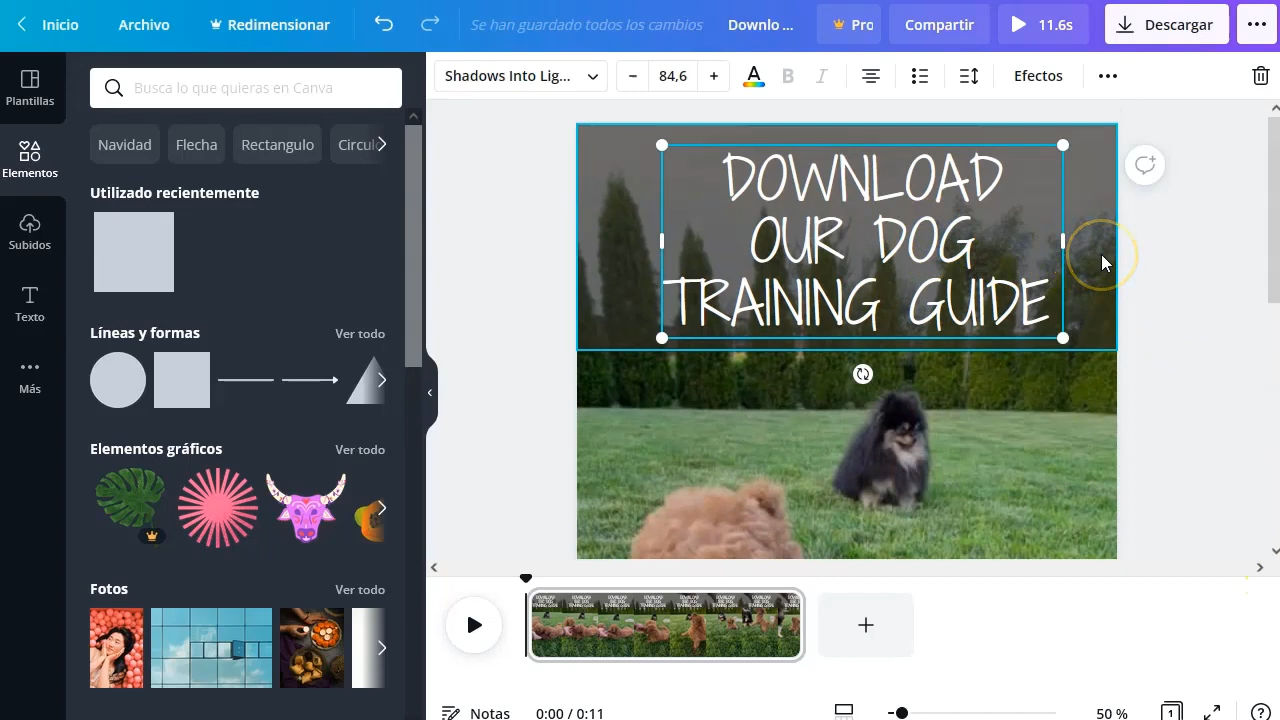 Inicio
Archivo
Redimensionar
Se han guardado todos los cambios
Downlo ...
Pro
Compartir
11.6s
Descargar
Plantillas
Elementos
Subidos
Texto
Más
Busca lo que quieras en Canva
Navidad
Flecha
Rectangulo
Circulo
Utilizado recientemente
Líneas y formas
Ver todo
Elementos gráficos
Ver todo
Fotos
Ver todo
Shadows Into Lig...
− 84,6 +
A B I
Efectos
DOWNLOAD
OUR DOG
TRAINING GUIDE
Notas
0:00 / 0:11
50 %
1
?